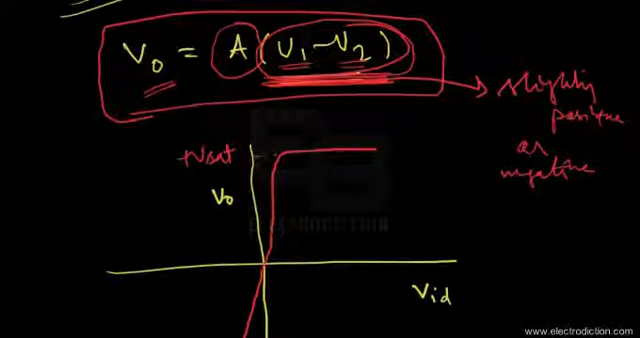 V₀ = A (V₁ ~ V₂)
slightly
positive
or
negative
+Vsat
V₀
Vid
www.electrodiction.com